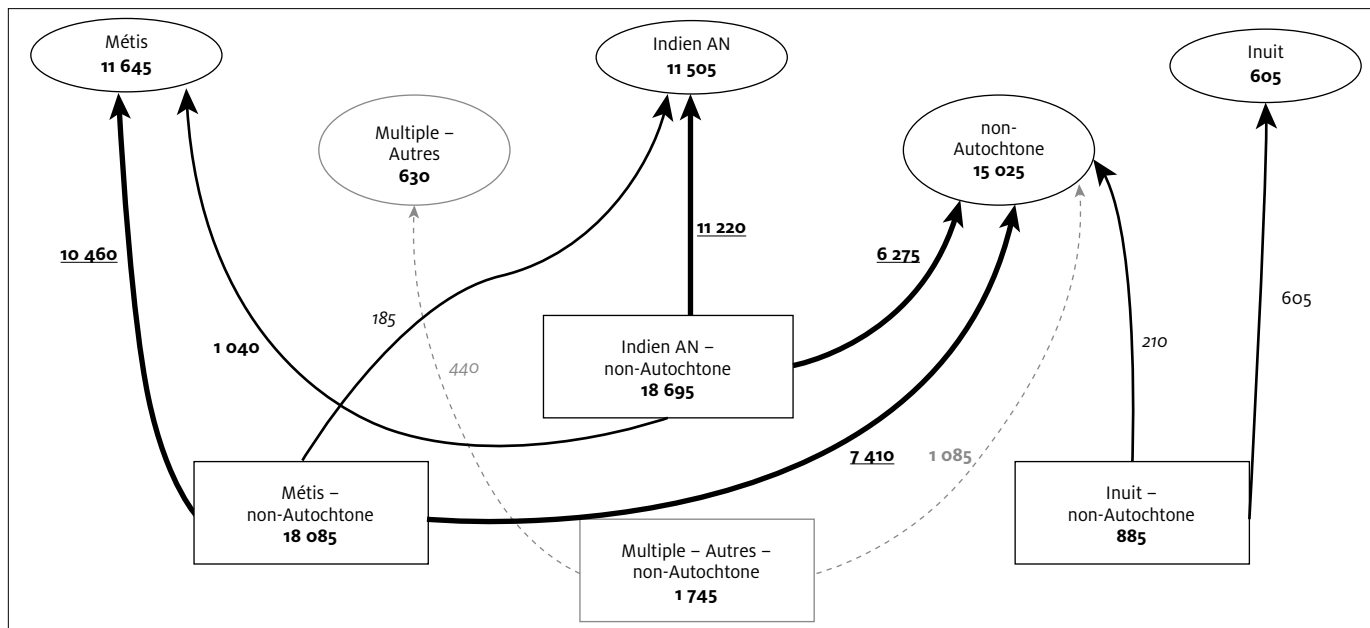 Métis
11 645
Indien AN
11 505
Inuit
605
Multiple –
Autres
630
non-
Autochtone
15 025
10 460
11 220
6 275
605
185
1 040
440
210
Indien AN –
non-Autochtone
18 695
7 410
1 085
Métis –
non-Autochtone
18 085
Inuit –
non-Autochtone
885
Multiple – Autres –
non-Autochtone
1 745